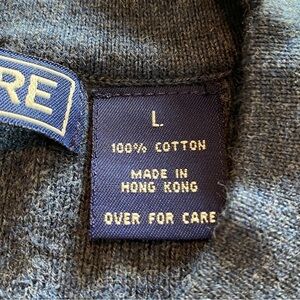 RE
L
100% COTTON
MADE IN
HONG KONG
OVER FOR CARE